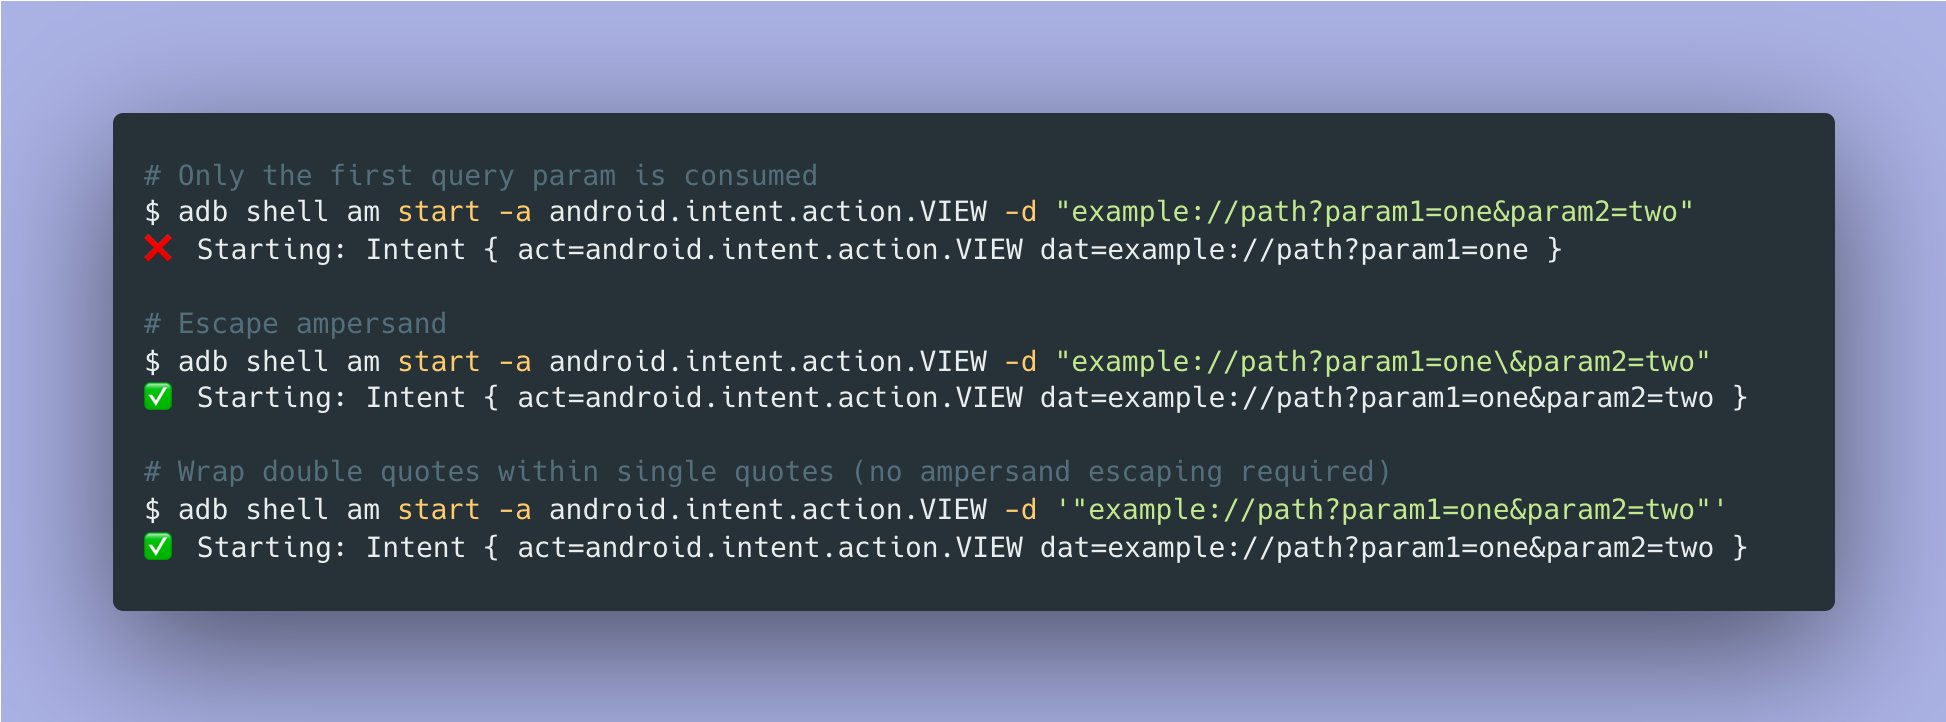 # Only the first query param is consumed
$ adb shell am start -a android.intent.action.VIEW -d "example://path?param1=one&param2=two"
❌ Starting: Intent { act=android.intent.action.VIEW dat=example://path?param1=one }
# Escape ampersand
$ adb shell am start -a android.intent.action.VIEW -d "example://path?param1=one\&param2=two"
✅ Starting: Intent { act=android.intent.action.VIEW dat=example://path?param1=one&param2=two }
# Wrap double quotes within single quotes (no ampersand escaping required)
$ adb shell am start -a android.intent.action.VIEW -d '"example://path?param1=one&param2=two"'
✅ Starting: Intent { act=android.intent.action.VIEW dat=example://path?param1=one&param2=two }